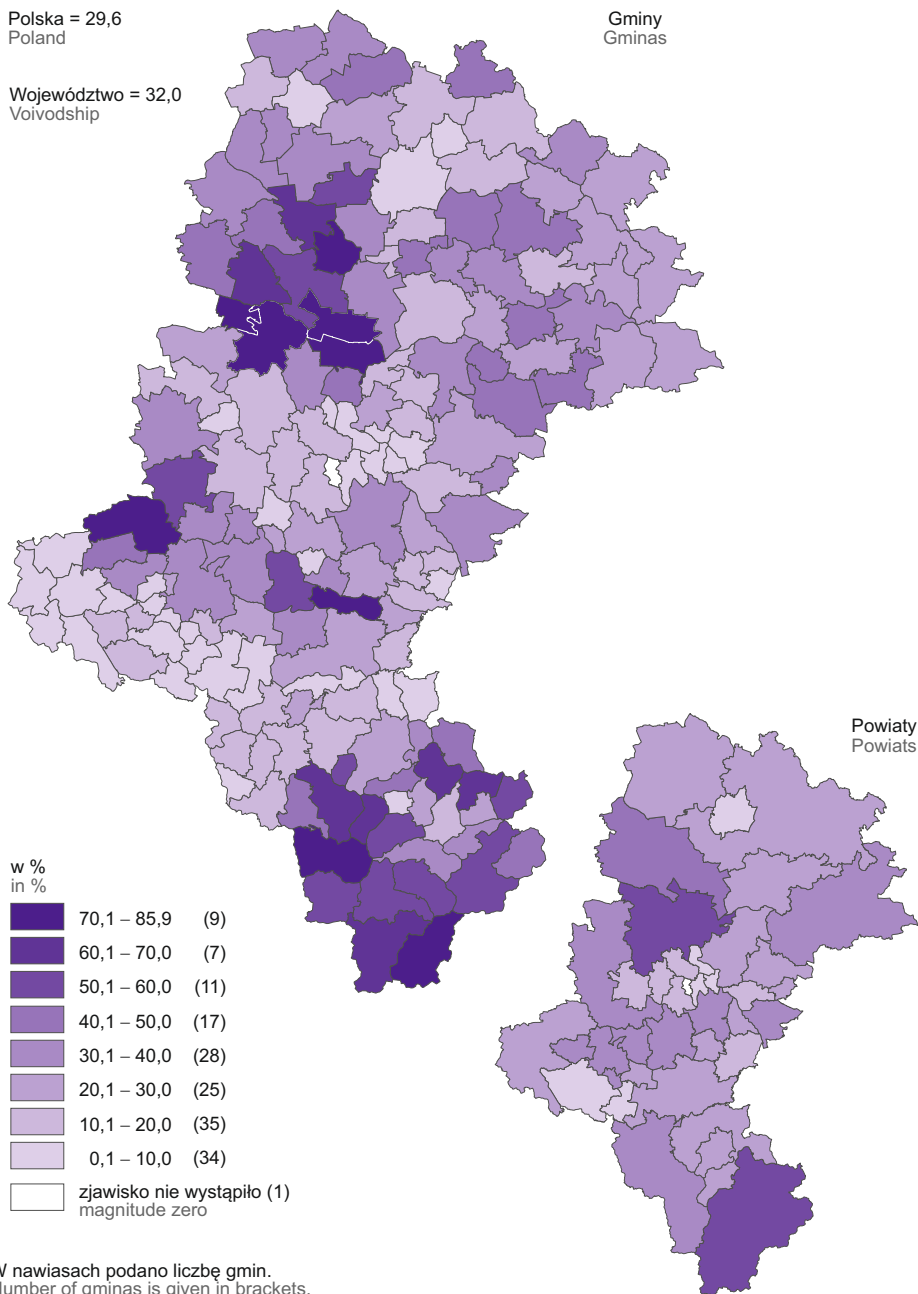 Polska = 29,6
Poland
Gminy
Gminas
Województwo = 32,0
Voivodship
Powiaty
Powiats
w %
in %
70,1 – 85,9 (9)
60,1 – 70,0 (7)
50,1 – 60,0 (11)
40,1 – 50,0 (17)
30,1 – 40,0 (28)
20,1 – 30,0 (25)
10,1 – 20,0 (35)
0,1 – 10,0 (34)
zjawisko nie wystąpiło (1)
magnitude zero
W nawiasach podano liczbę gmin.
Number of gminas is given in brackets.